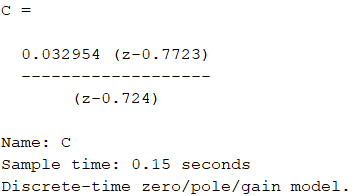 C =
0.032954 (z-0.7723)
-------------------
(z-0.724)
Name: C
Sample time: 0.15 seconds
Discrete-time zero/pole/gain model.